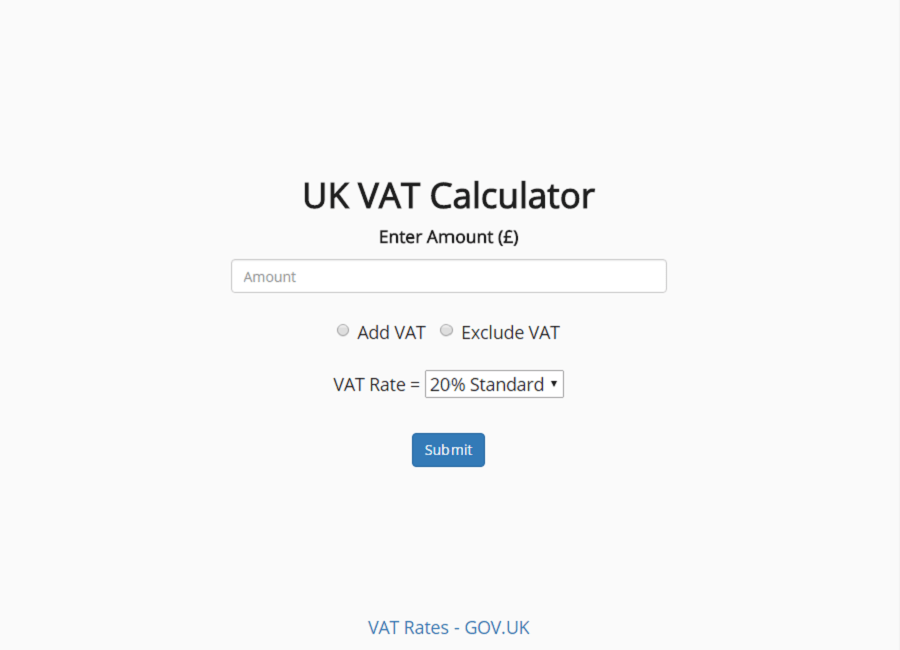 UK VAT Calculator
Enter Amount (£)
Amount
Add VAT Exclude VAT
VAT Rate = 20% Standard
Submit
VAT Rates - GOV.UK